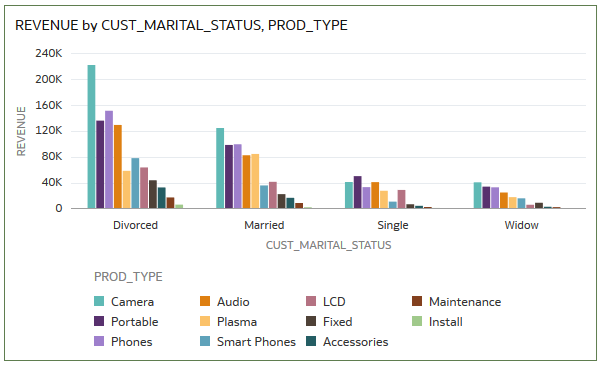 REVENUE by CUST_MARITAL_STATUS, PROD_TYPE
240K
200K
160K
120K
80K
40K
0
REVENUE
Divorced Married Single Widow
CUST_MARITAL_STATUS
PROD_TYPE
Camera Audio LCD Maintenance
Portable Plasma Fixed Install
Phones Smart Phones Accessories